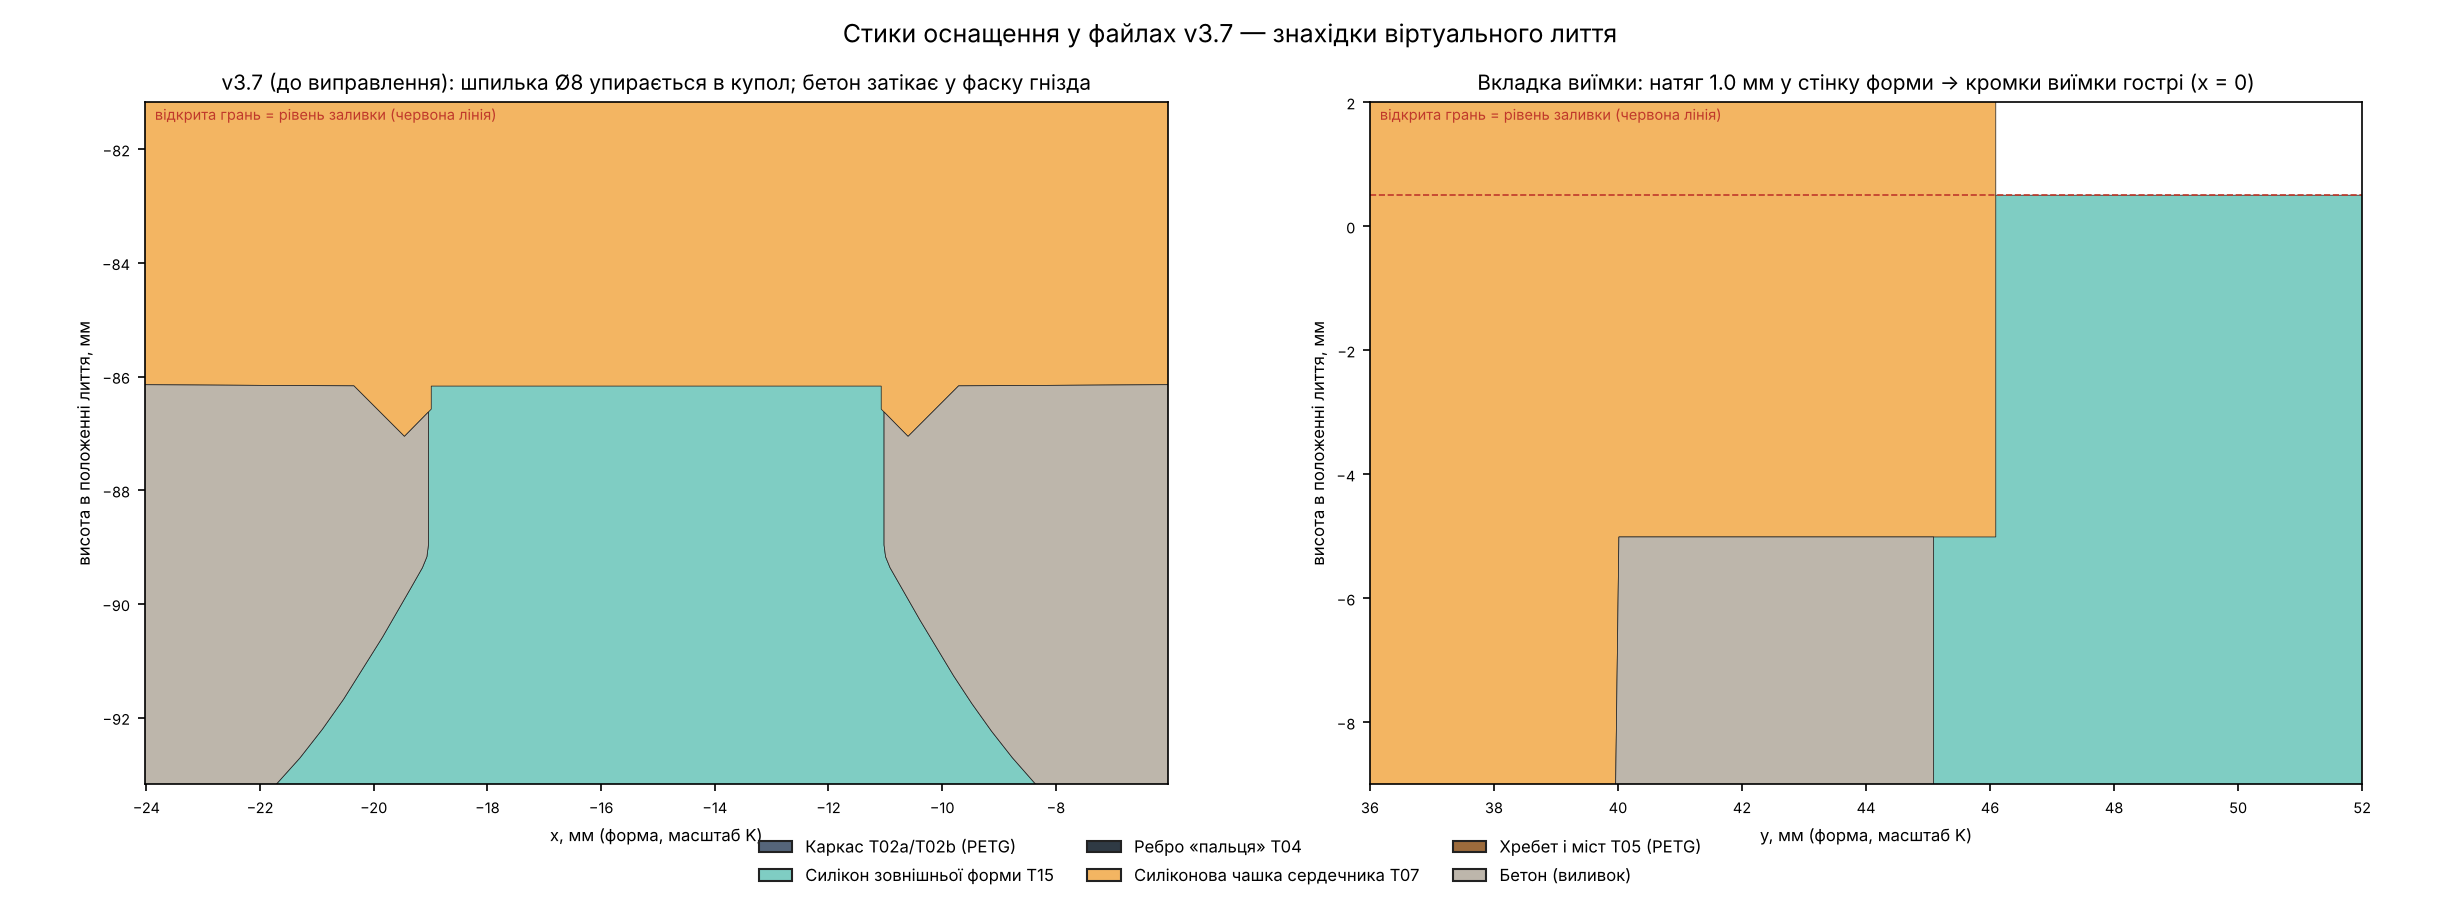 Стики оснащення у файлах v3.7 — знахідки віртуального лиття
v3.7 (до виправлення): шпилька Ø8 упирається в купол; бетон затікає у фаску гнізда
відкрита грань = рівень заливки (червона лінія)
−82
−84
−86
−88
−90
−92
висота в положенні лиття, мм
−24
−22
−20
−18
−16
−14
−12
−10
−8
x, мм (форма, масштаб K)
Вкладка виїмки: натяг 1.0 мм у стінку форми → кромки виїмки гострі (x = 0)
відкрита грань = рівень заливки (червона лінія)
2
0
−2
−4
−6
−8
висота в положенні лиття, мм
36
38
40
42
44
46
48
50
52
y, мм (форма, масштаб K)
Каркас T02a/T02b (PETG)
Ребро «пальця» T04
Хребет і міст T05 (PETG)
Силікон зовнішньої форми T15
Силіконова чашка сердечника T07
Бетон (виливок)